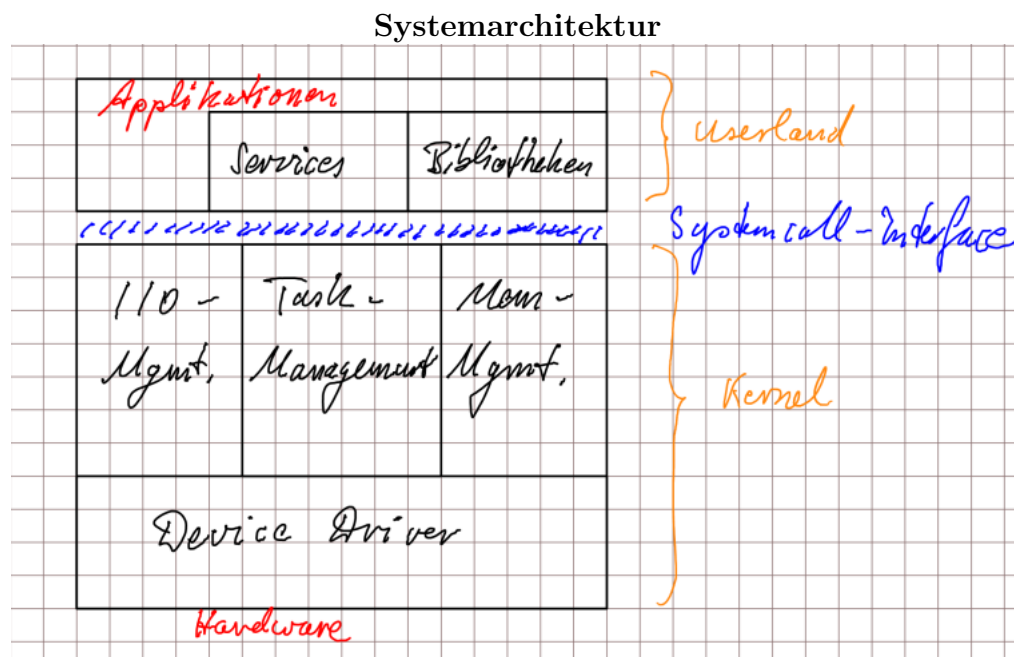 Systemarchitektur
Applikationen
Userland
Services Bibliotheken
Systemcall-Interface
I/O- Task- Mem-
Mgmt. Management Mgmt.
Kernel
Device Driver
Hardware